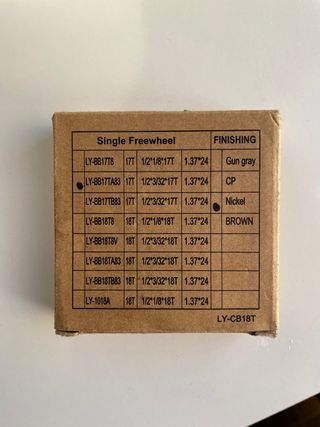 Single Freewheel FINISHING
LY-BB17T8 17T 1/2*1/8*17T 1.37*24 Gun gray
LY-BB17TA83 17T 1/2*3/32*17T 1.37*24 CP
LY-BB17TB83 17T 1/2*3/32*17T 1.37*24 Nickel
LY-BB18T8 18T 1/2*1/8*18T 1.37*24 BROWN
LY-BB18T8V 18T 1/2*3/32*18T 1.37*24
LY-BB18TA83 18T 1/2*3/32*18T 1.37*24
LY-BB18TB83 18T 1/2*3/32*18T 1.37*24
LY-1018A 18T 1/2*1/8*18T 1.37*24
LY-CB18T